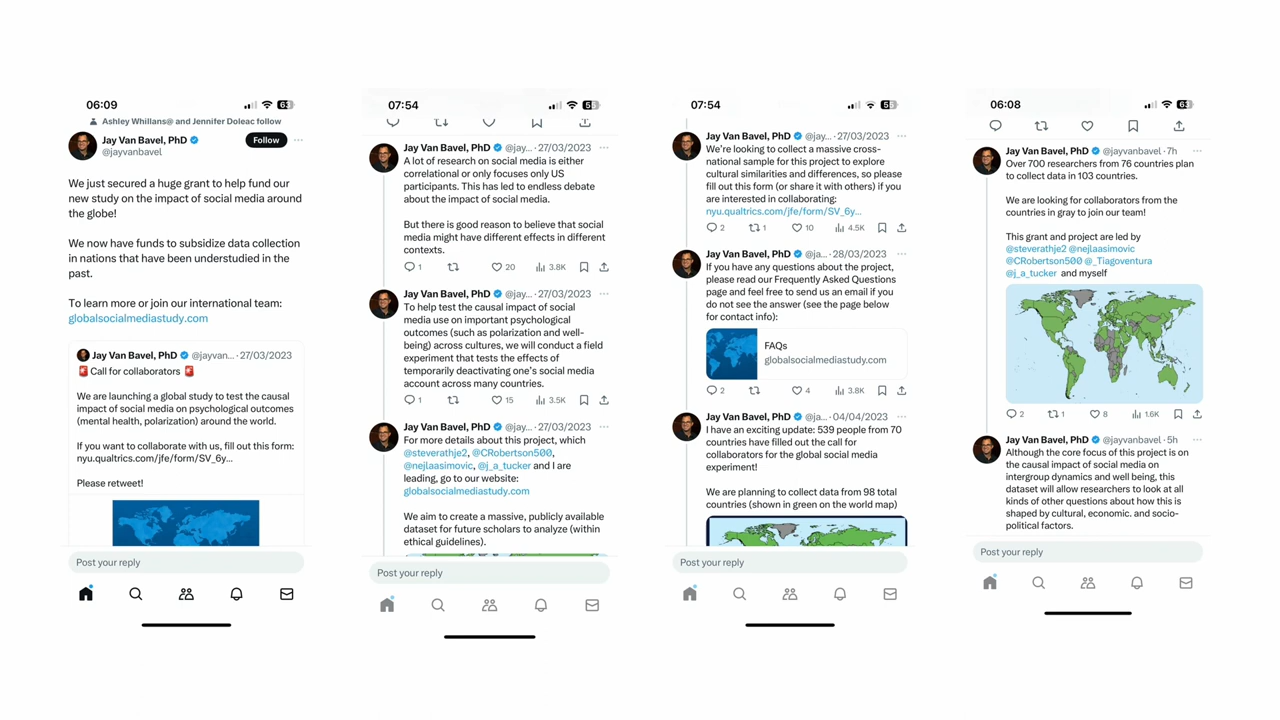 06:09
63
Ashley Whillans@ and Jennifer Doleac follow
Jay Van Bavel, PhD
@jayvanbavel
Follow
We just secured a huge grant to help fund our
new study on the impact of social media around
the globe!
We now have funds to subsidize data collection
in nations that have been understudied in the
past.
To learn more or join our international team:
globalsocialmediastudy.com
Jay Van Bavel, PhD @jayvan... · 27/03/2023
🚨 Call for collaborators 🚨
We are launching a global study to test the causal
impact of social media on psychological outcomes
(mental health, polarization) around the world.
If you want to collaborate with us, fill out this form:
nyu.qualtrics.com/jfe/form/SV_6y...
Please retweet!
Post your reply
07:54
Jay Van Bavel, PhD @jay... · 27/03/2023
A lot of research on social media is either
correlational or only focuses only US
participants. This has led to endless debate
about the impact of social media.
But there is good reason to believe that social
media might have different effects in different
contexts.
1 20 3.8K
Jay Van Bavel, PhD @jay... · 27/03/2023
To help test the causal impact of social
media use on important psychological
outcomes (such as polarization and well-
being) across cultures, we will conduct a field
experiment that tests the effects of
temporarily deactivating one's social media
account across many countries.
1 15 3.5K
Jay Van Bavel, PhD @jay... · 27/03/2023
For more details about this project, which
@steverathje2, @CRobertson500,
@nejlaasimovic, @j_a_tucker and I are
leading, go to our website:
globalsocialmediastudy.com
We aim to create a massive, publicly available
dataset for future scholars to analyze (within
ethical guidelines).
Post your reply
07:54
Jay Van Bavel, PhD @jay... · 27/03/2023
We're looking to collect a massive cross-
national sample for this project to explore
cultural similarities and differences, so please
fill out this form (or share it with others) if you
are interested in collaborating:
nyu.qualtrics.com/jfe/form/SV_6y...
2 1 10 4.5K
Jay Van Bavel, PhD @ja... · 28/03/2023
If you have any questions about the project,
please read our Frequently Asked Questions
page and feel free to send us an email if you
do not see the answer (see the page below
for contact info):
FAQs
globalsocialmediastudy.com
2 4 3.8K
Jay Van Bavel, PhD @ja... · 04/04/2023
I have an exciting update: 539 people from 70
countries have filled out the call for
collaborators for the global social media
experiment!
We are planning to collect data from 98 total
countries (shown in green on the world map)
Post your reply
06:08
63
Jay Van Bavel, PhD @jayvanbavel · 7h
Over 700 researchers from 76 countries plan
to collect data in 103 countries.
We are looking for collaborators from the
countries in gray to join our team!
This grant and project are led by
@steverathje2 @nejlaasimovic
@CRobertson500 @_Tiagoventura
@j_a_tucker and myself
2 1 8 1.6K
Jay Van Bavel, PhD @jayvanbavel · 5h
Although the core focus of this project is on
the causal impact of social media on
intergroup dynamics and well being, this
dataset will allow researchers to look at all
kinds of other questions about how this is
shaped by cultural, economic. and socio-
political factors.
Post your reply